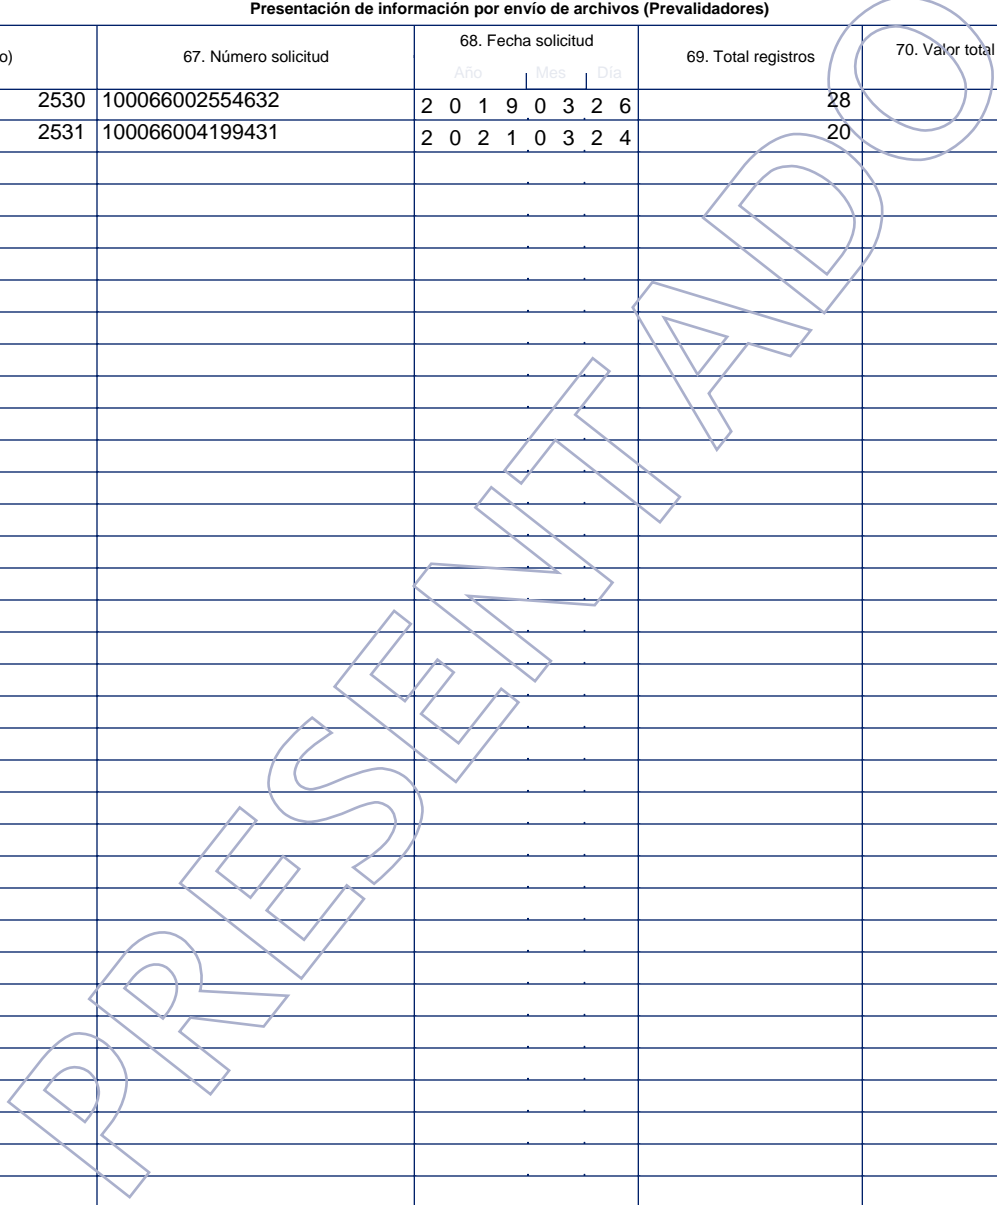 Presentación de información por envío de archivos (Prevalidadores)
o) 67. Número solicitud 68. Fecha solicitud 69. Total registros 70. Valor total
Año Mes Día
2530 100066002554632 2 0 1 9 0 3 2 6 28
2531 100066004199431 2 0 2 1 0 3 2 4 20
PRESENTADO